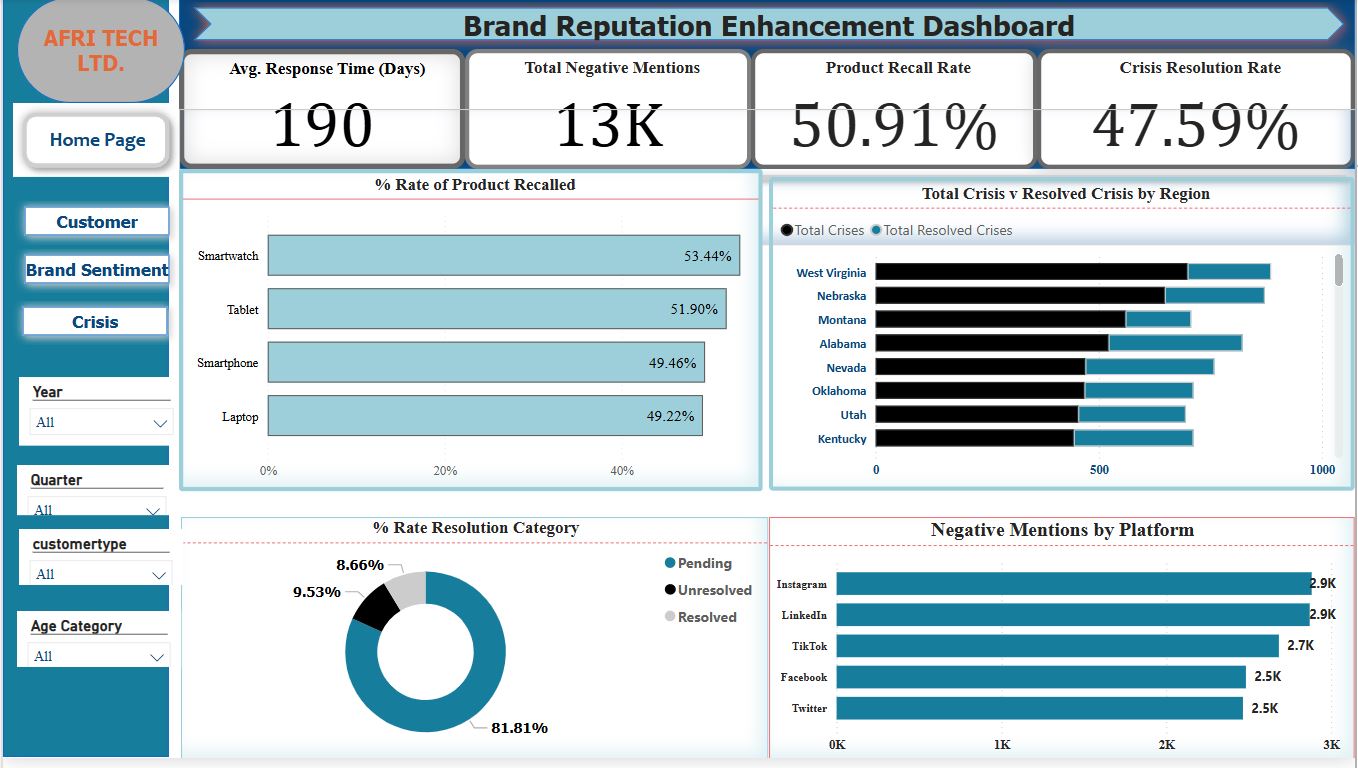 AFRI TECH
LTD.
Brand Reputation Enhancement Dashboard
Home Page
Customer
Brand Sentiment
Crisis
Year
All
Quarter
All
customertype
All
Age Category
All
Avg. Response Time (Days)
190
Total Negative Mentions
13K
Product Recall Rate
50.91%
Crisis Resolution Rate
47.59%
% Rate of Product Recalled
Smartwatch 53.44%
Tablet 51.90%
Smartphone 49.46%
Laptop 49.22%
0% 20% 40%
Total Crisis v Resolved Crisis by Region
Total Crises Total Resolved Crises
West Virginia
Nebraska
Montana
Alabama
Nevada
Oklahoma
Utah
Kentucky
0 500 1000
% Rate Resolution Category
8.66%
9.53%
81.81%
Pending
Unresolved
Resolved
Negative Mentions by Platform
Instagram 2.9K
LinkedIn 2.9K
TikTok 2.7K
Facebook 2.5K
Twitter 2.5K
0K 1K 2K 3K